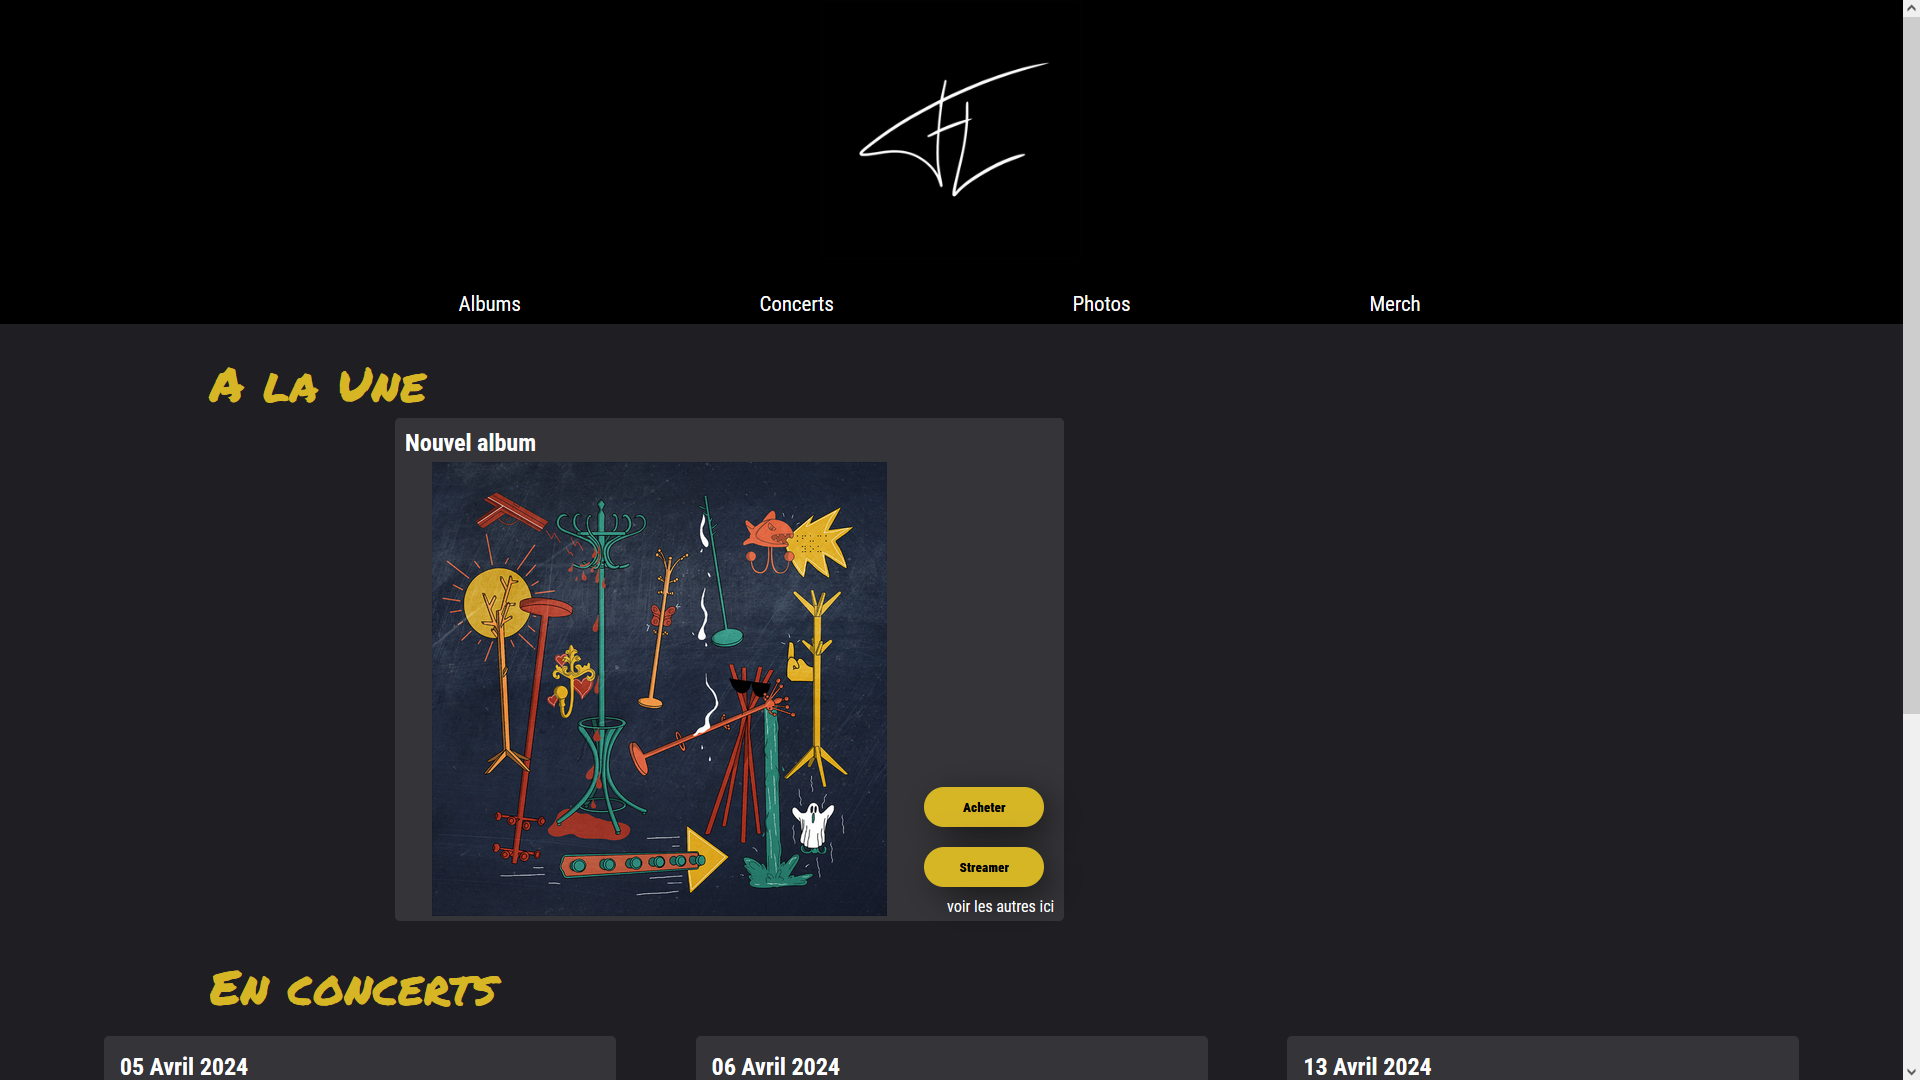 Albums
Concerts
Photos
Merch
A la Une
Nouvel album
Acheter
Streamer
voir les autres ici
En concerts
05 Avril 2024
06 Avril 2024
13 Avril 2024